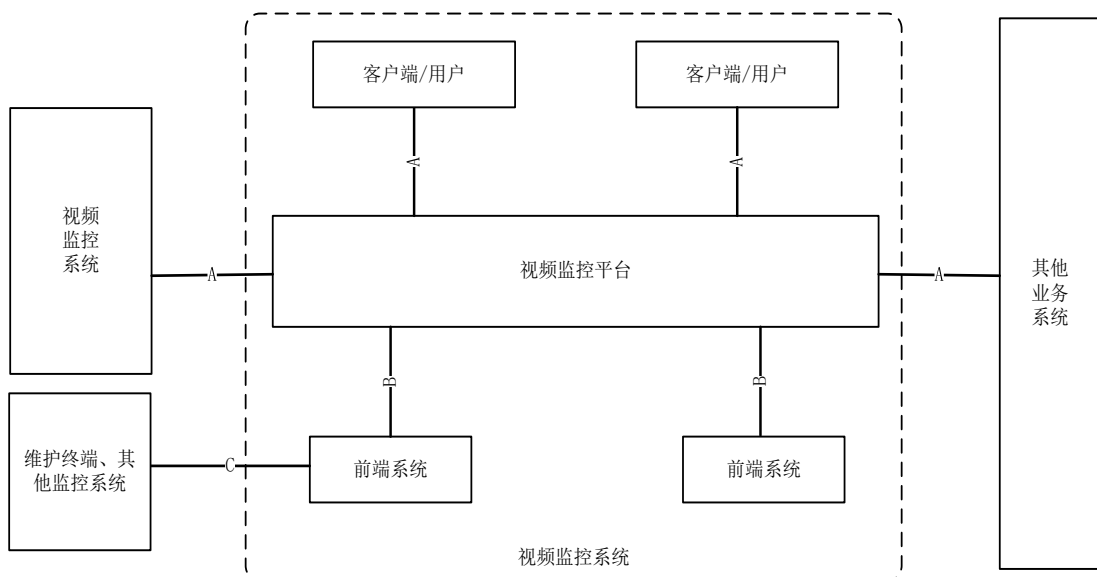 客户端/用户
客户端/用户
A
A
视频
监控
系统
A
视频监控平台
A
其他
业务
系统
B
B
维护终端、其
他监控系统
C
前端系统
前端系统
视频监控系统